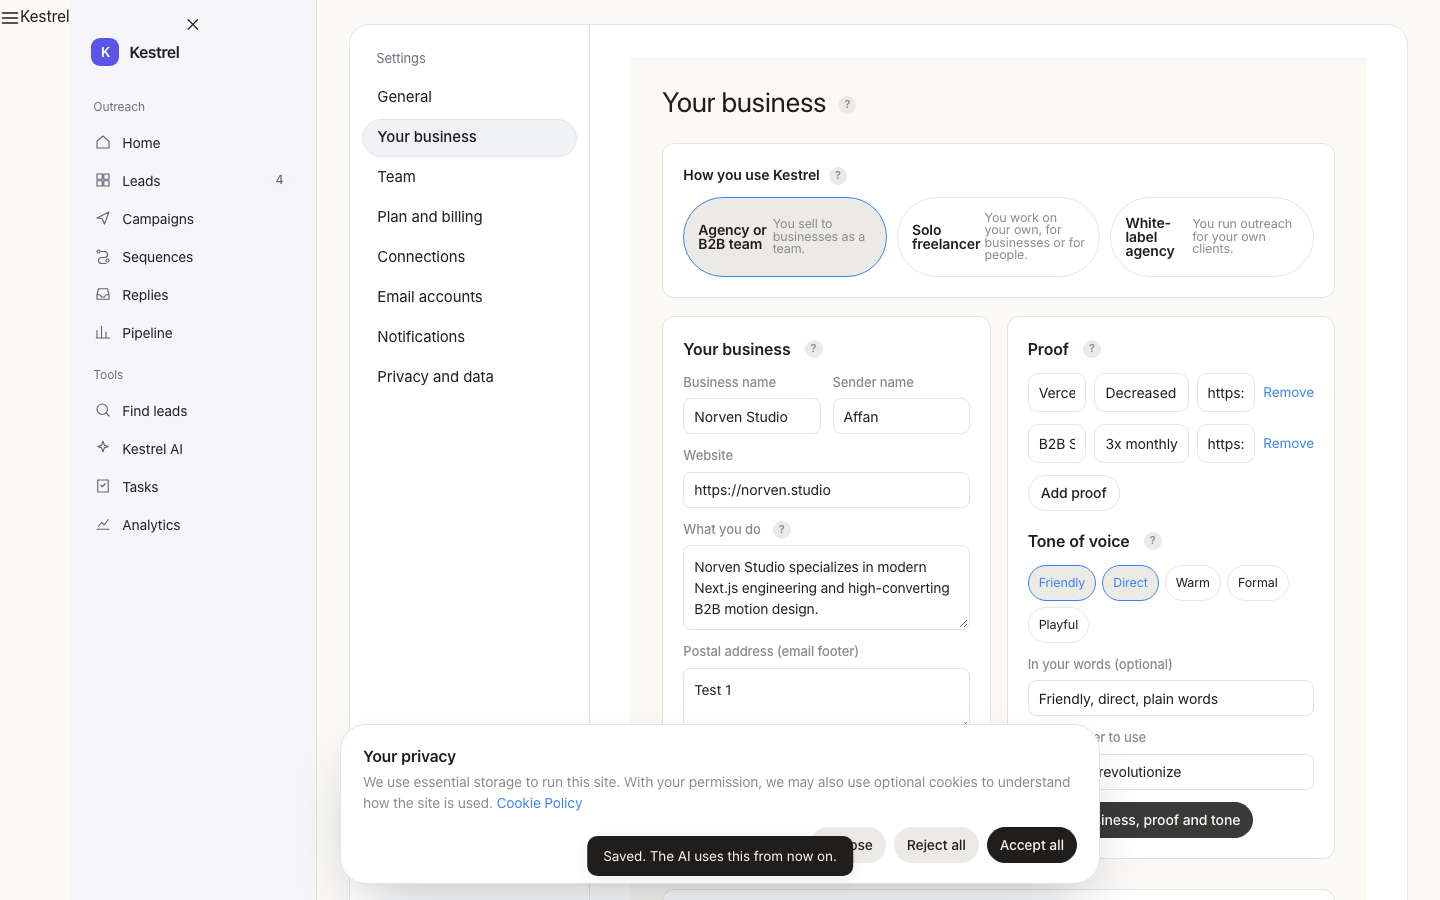 Kestrel
K Kestrel
Outreach
Home
Leads 4
Campaigns
Sequences
Replies
Pipeline
Tools
Find leads
Kestrel AI
Tasks
Analytics
Settings
General
Your business
Team
Plan and billing
Connections
Email accounts
Notifications
Privacy and data
Your business ?
How you use Kestrel ?
Agency or
B2B team
You sell to
businesses as a
team.
Solo
freelancer
You work on
your own, for
businesses or for
people.
White-
label
agency
You run outreach
for your own
clients.
Your business ?
Business name
Sender name
Norven Studio
Affan
Website
https://norven.studio
What you do ?
Norven Studio specializes in modern
Next.js engineering and high-converting
B2B motion design.
Postal address (email footer)
Test 1
Proof ?
Verce Decreased https: Remove
B2B S 3x monthly https: Remove
Add proof
Tone of voice ?
Friendly Direct Warm Formal
Playful
In your words (optional)
Friendly, direct, plain words
er to use
revolutionize
iness, proof and tone
Your privacy
We use essential storage to run this site. With your permission, we may also use optional cookies to understand
how the site is used. Cookie Policy
ose Reject all Accept all
Saved. The AI uses this from now on.